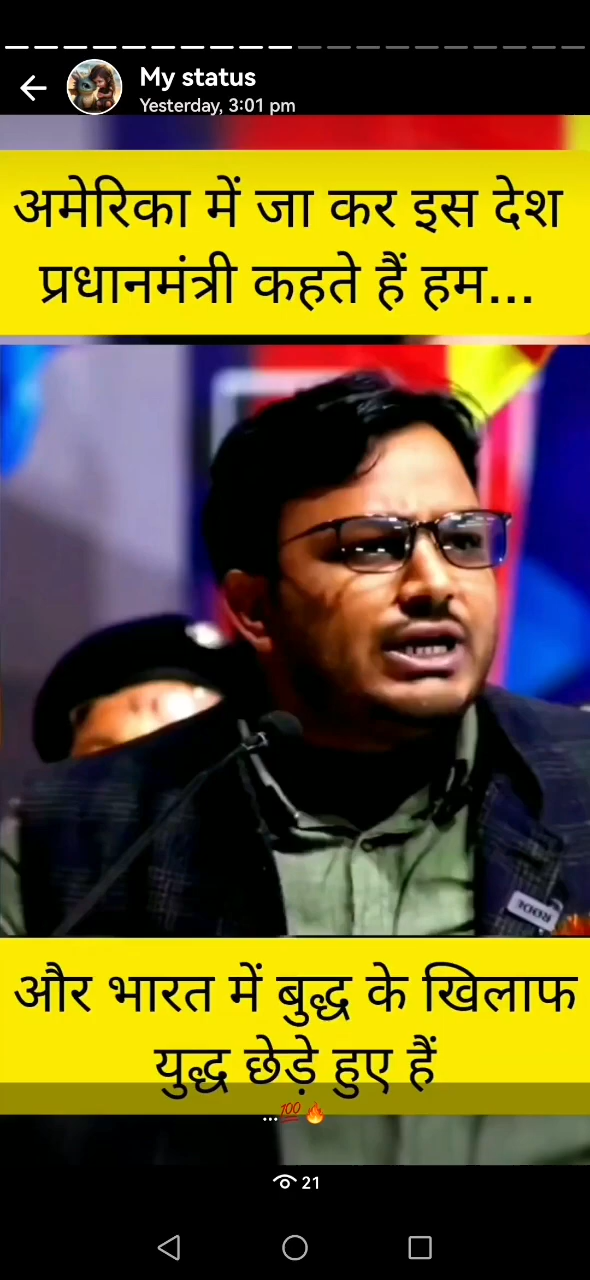 My status
Yesterday, 3:01 pm
अमेरिका में जा कर इस देश
प्रधानमंत्री कहते हैं हम...
और भारत में बुद्ध के खिलाफ
युद्ध छेड़े हुए हैं
...💯🔥
21